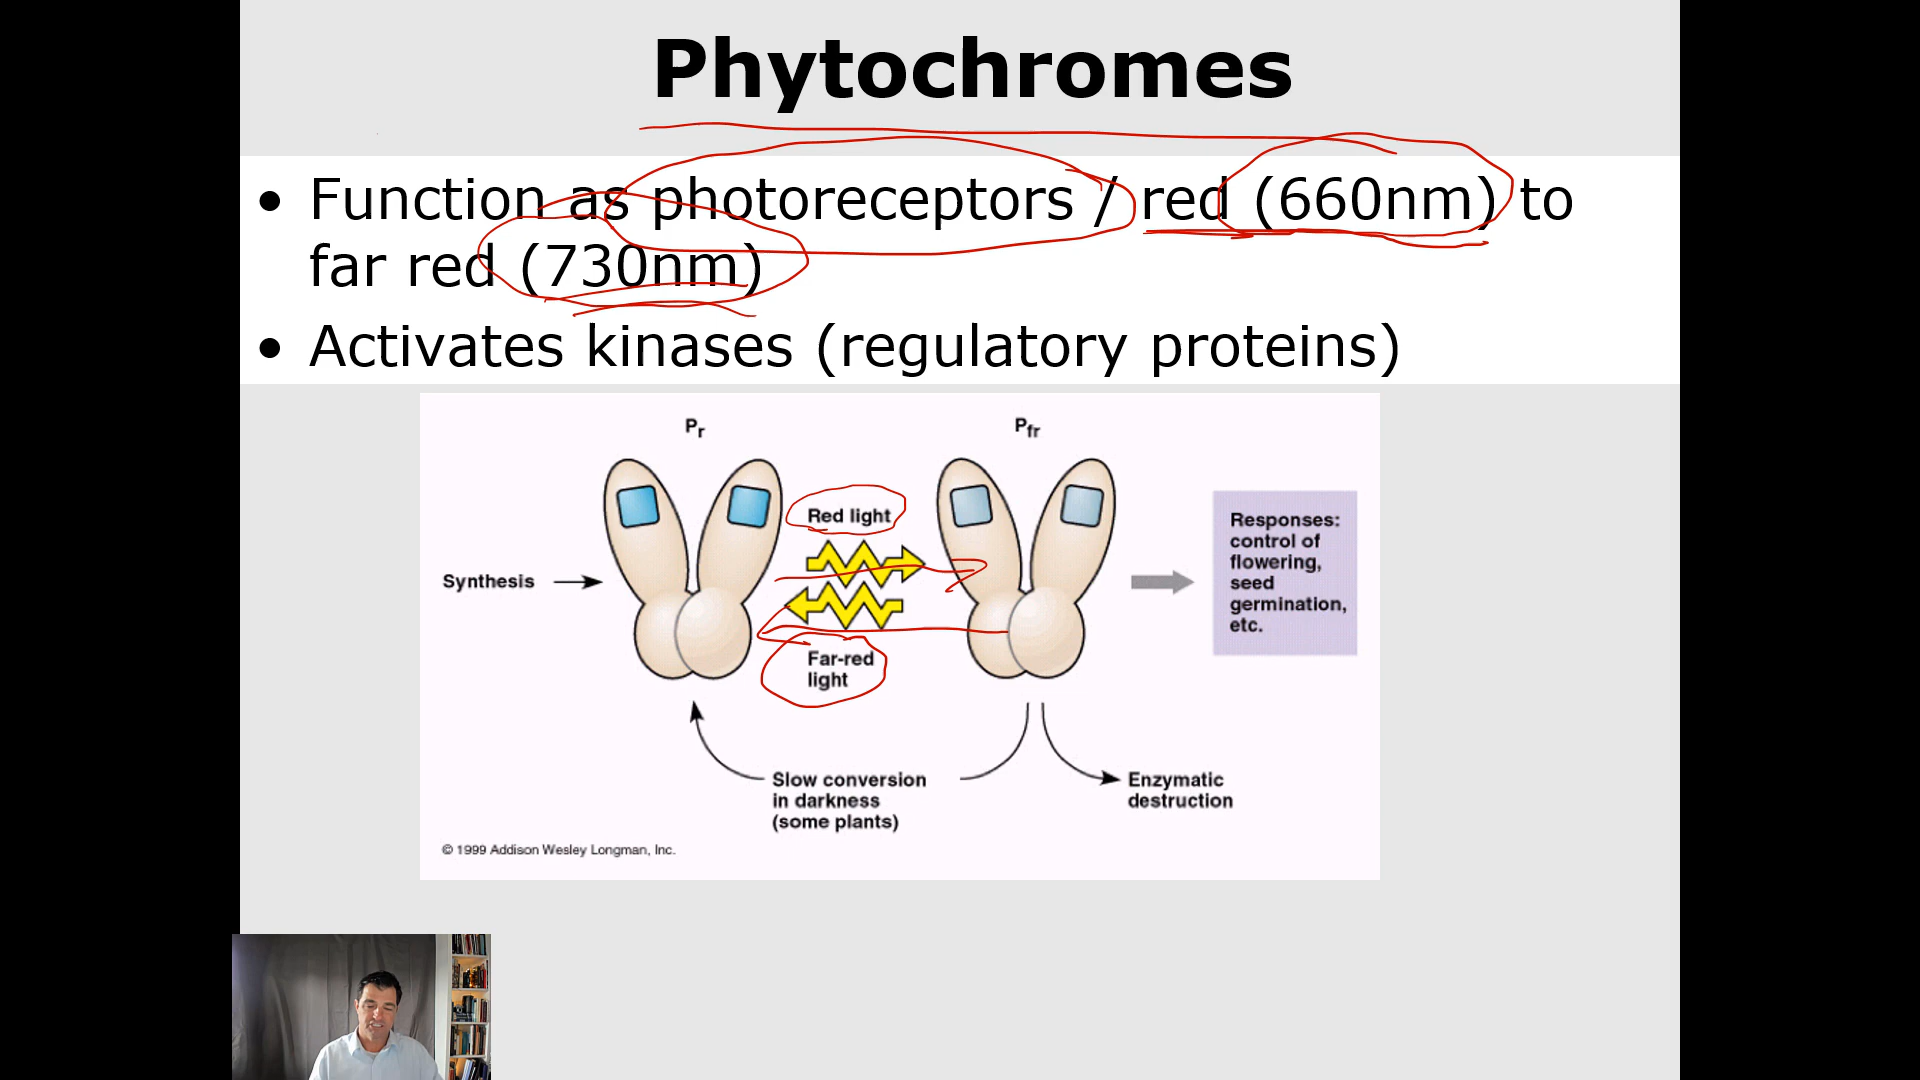 Phytochromes
• Function as photoreceptors / red (660nm) to
far red (730nm)
• Activates kinases (regulatory proteins)
Pr
Pfr
Red light
Synthesis
Far-red
light
Responses:
control of
flowering,
seed
germination,
etc.
Slow conversion
in darkness
(some plants)
Enzymatic
destruction
© 1999 Addison Wesley Longman, Inc.